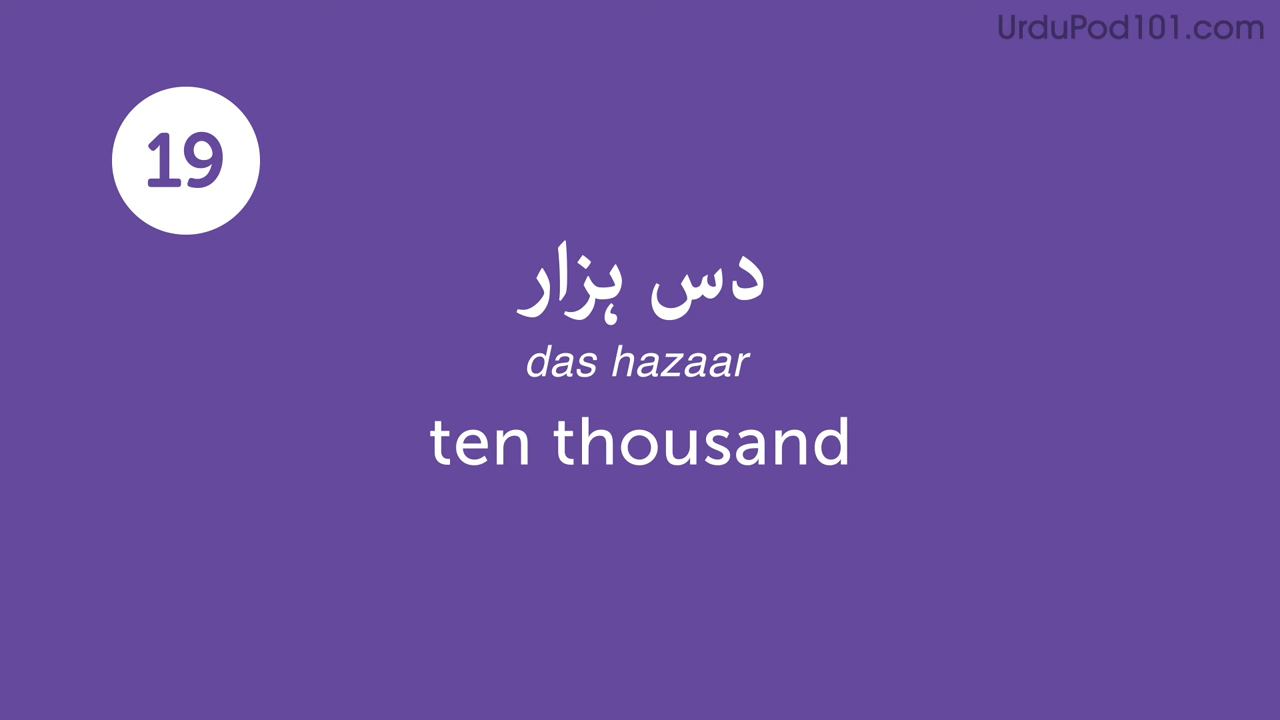 UrduPod101.com
19
دس ہزار
das hazaar
ten thousand